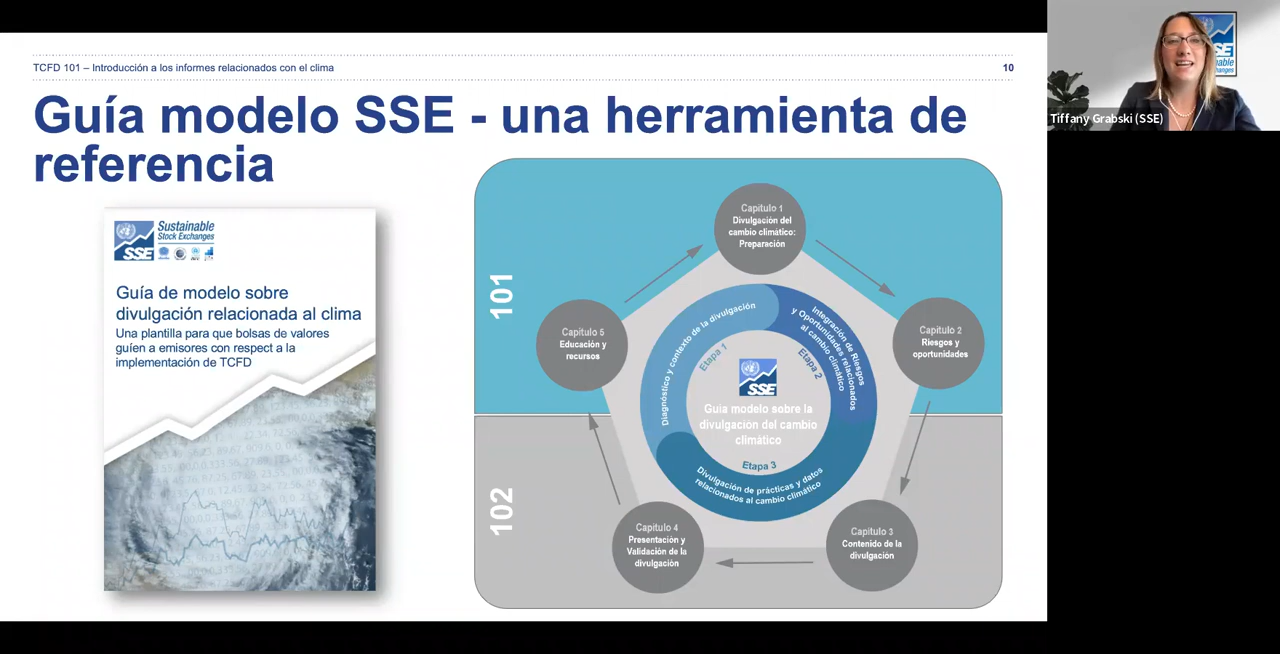 TCFD 101 – Introducción a los informes relacionados con el clima
10
Guía modelo SSE - una herramienta de
referencia
Sustainable
Stock Exchanges
SSE
Guía de modelo sobre
divulgación relacionada al clima
Una plantilla para que bolsas de valores
guíen a emisores con respect a la
implementación de TCFD
101
102
Capítulo 1
Divulgación del
cambio climático:
Preparación
Capítulo 2
Riesgos y
oportunidades
Capítulo 3
Contenido de la
divulgación
Capítulo 4
Presentación y
Validación de la
divulgación
Capítulo 5
Educación y
recursos
Diagnóstico y contexto de la divulgación
Etapa 1
Integración de Riesgos
y Oportunidades relacionados
al cambio climático
Etapa 2
SSE
Guia modelo sobre la
divulgación del cambio
climático
Etapa 3
Divulgación de prácticas y datos
relacionados al cambio climático
Tiffany Grabski (SSE)